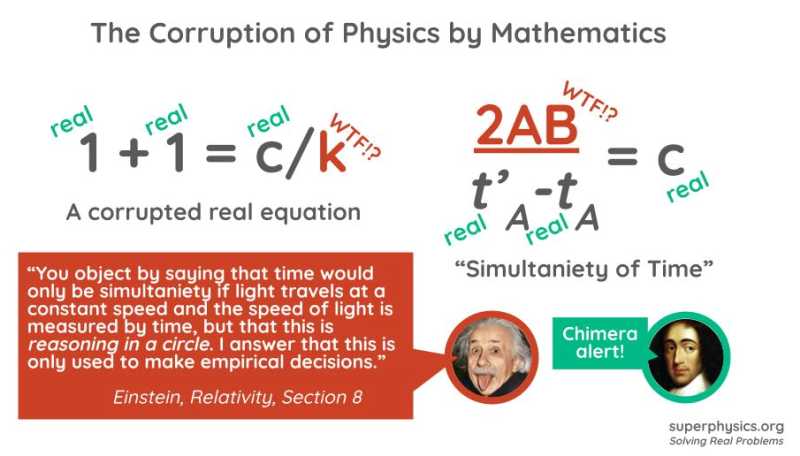 The Corruption of Physics by Mathematics
real real real WTF!?
1 + 1 = c/k
A corrupted real equation
WTF!?
2AB
t’A-tA = c
real real real
“Simultaniety of Time”
“You object by saying that time would
only be simultaniety if light travels at a
constant speed and the speed of light is
measured by time, but that this is
reasoning in a circle. I answer that this is
only used to make empirical decisions.”
Einstein, Relativity, Section 8
Chimera
alert!
superphysics.org
Solving Real Problems